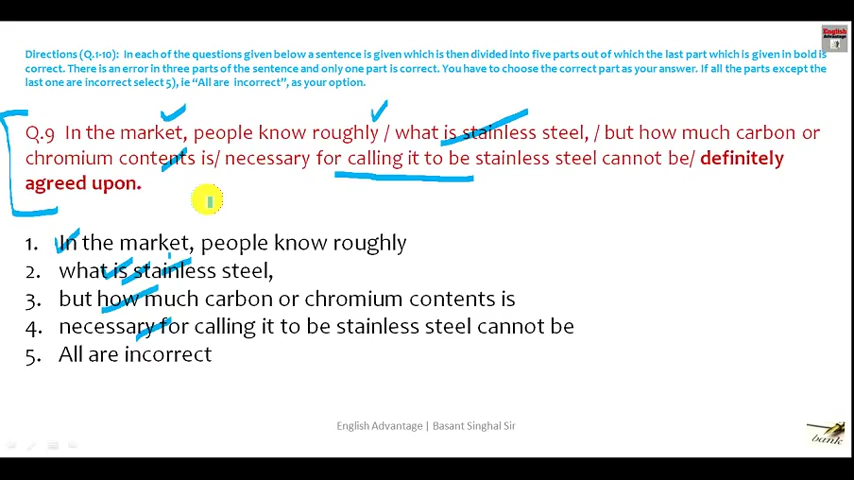 English
Advantage
Directions (Q.1-10): In each of the questions given below a sentence is given which is then divided into five parts out of which the last part which is given in bold is
correct. There is an error in three parts of the sentence and only one part is correct. You have to choose the correct part as your answer. If all the parts except the
last one are incorrect select 5), ie “All are incorrect”, as your option.
Q.9 In the market, people know roughly / what is stainless steel, / but how much carbon or
chromium contents is/ necessary for calling it to be stainless steel cannot be/ definitely
agreed upon.
1. In the market, people know roughly
2. what is stainless steel,
3. but how much carbon or chromium contents is
4. necessary for calling it to be stainless steel cannot be
5. All are incorrect
English Advantage | Basant Singhal Sir
bank